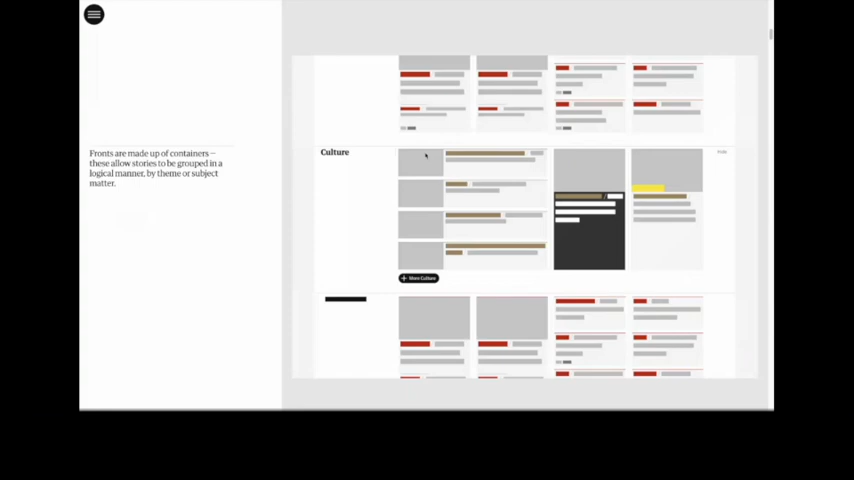 Culture
Fronts are made up of containers –
these allow stories to be grouped in a
logical manner, by theme or subject
matter.
More Culture